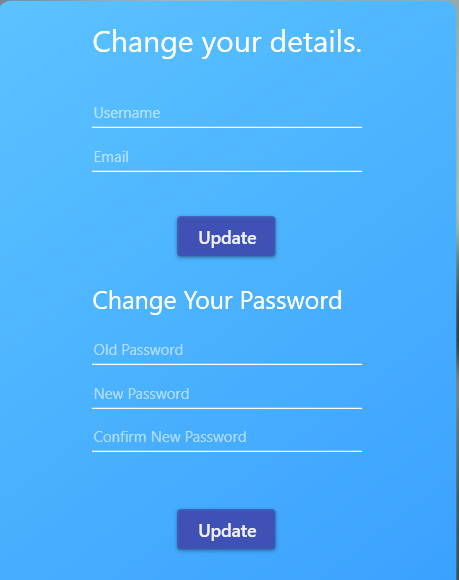 Change your details.
Username
Email
Update
Change Your Password
Old Password
New Password
Confirm New Password
Update